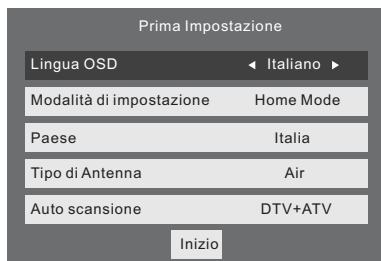 Prima Impostazione
Lingua OSD ◀ Italiano ▶
Modalità di impostazione Home Mode
Paese Italia
Tipo di Antenna Air
Auto scansione DTV+ATV
Inizio